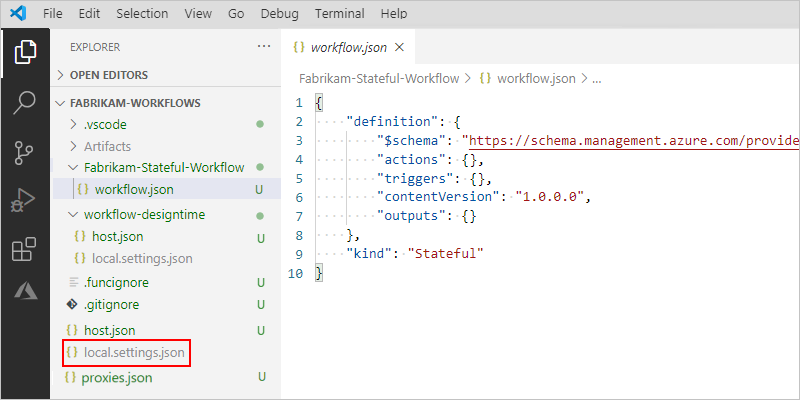 File Edit Selection View Go Debug Terminal Help
EXPLORER ...
OPEN EDITORS
FABRIKAM-WORKFLOWS
.vscode
Artifacts
Fabrikam-Stateful-Workflow
{} workflow.json U
workflow-designtime
{} host.json U
{} local.settings.json
.funcignore
.gitignore
{} host.json U
{} local.settings.json
{} proxies.json U
{} workflow.json ×
Fabrikam-Stateful-Workflow > {} workflow.json > ...
1 {
2 "definition": {
3 "$schema": "https://schema.management.azure.com/provide
4 "actions": {},
5 "triggers": {},
6 "contentVersion": "1.0.0.0",
7 "outputs": {}
8 },
9 "kind": "Stateful"
10 }